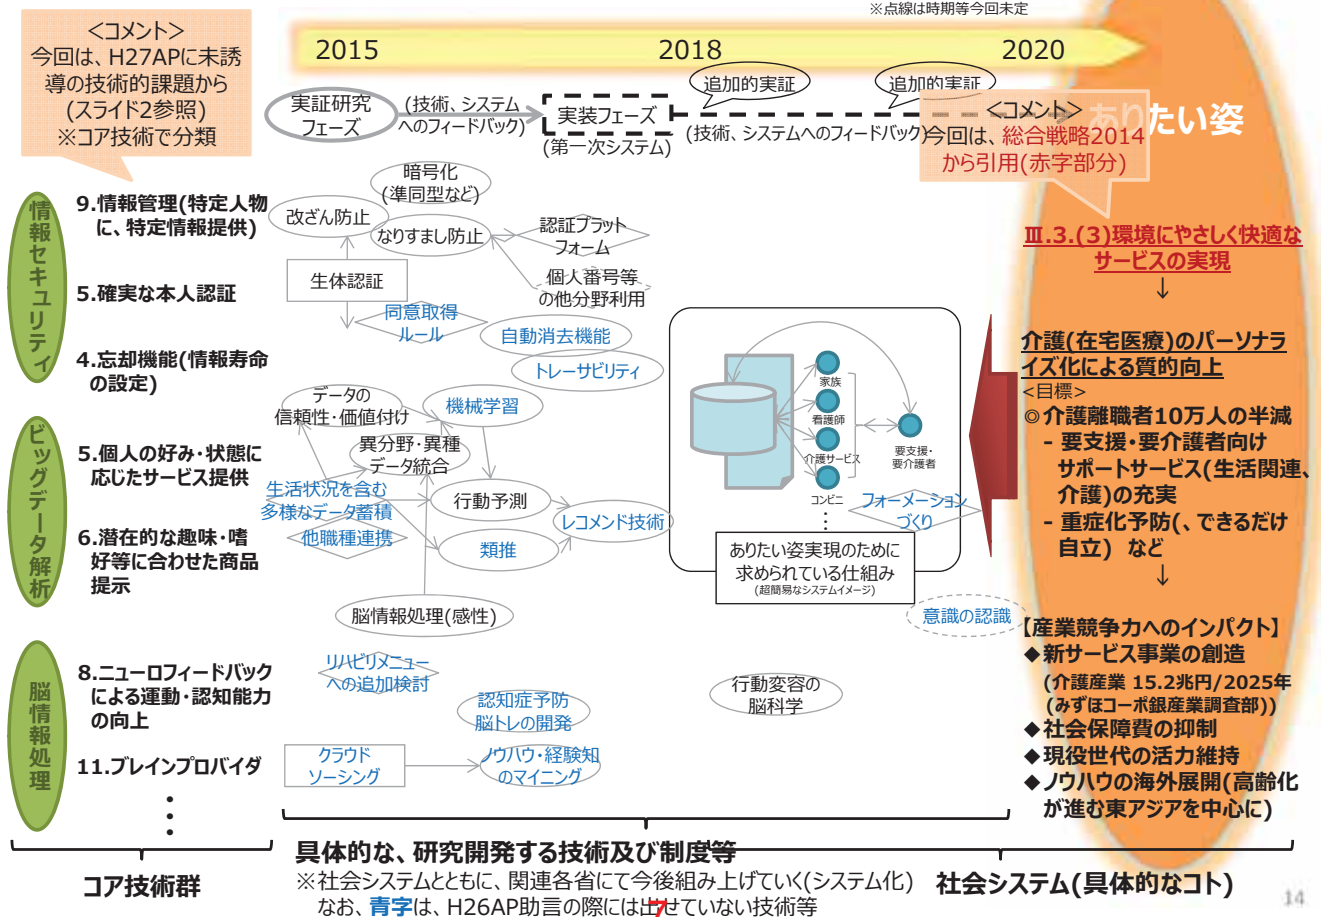 ※点線は時期等今回未定
<コメント>
今回は、H27APに未誘
導の技術的課題から
(スライド2参照)
※コア技術で分類
2015
2018
2020
実証研究
フェーズ
(技術、システム
へのフィードバック)
実装フェーズ
(第一次システム)
追加的実証
追加的実証
(技術、システムへのフィードバック)
<コメント>
今回は、総合戦略2014
から引用(赤字部分)
ありたい姿
情報セキュリティ
9.情報管理(特定人物
に、特定情報提供)
5.確実な本人認証
4.忘却機能(情報寿命
の設定)
暗号化
(準同型など)
改ざん防止
なりすまし防止
認証プラット
フォーム
生体認証
個人番号等
の他分野利用
同意取得
ルール
自動消去機能
トレーサビリティ
ビッグデータ解析
5.個人の好み・状態に
応じたサービス提供
6.潜在的な趣味・嗜
好等に合わせた商品
提示
データの
信頼性・価値付け
機械学習
異分野・異種
データ統合
生活状況を含む
多様なデータ蓄積
行動予測
他職種連携
類推
レコメンド技術
脳情報処理(感性)
家族
看護師
介護サービス
コンビニ
⋮
要支援・
要介護者
フォーメーション
づくり
ありたい姿実現のために
求められている仕組み
(超簡易なシステムイメージ)
意識の認識
脳情報処理
8.ニューロフィードバック
による運動・認知能力
の向上
11.ブレインプロバイダ
⋮
リハビリメニュー
への追加検討
認知症予防
脳トレの開発
行動変容の
脳科学
クラウド
ソーシング
ノウハウ・経験知
のマイニング
Ⅲ.3.(3)環境にやさしく快適な
サービスの実現
↓
介護(在宅医療)のパーソナラ
イズ化による質的向上
<目標>
◎介護離職者10万人の半減
- 要支援・要介護者向け
サポートサービス(生活関連、
介護)の充実
- 重症化予防(、できるだけ
自立) など
↓
【産業競争力へのインパクト】
◆新サービス事業の創造
(介護産業 15.2兆円/2025年
(みずほコーポ銀産業調査部))
◆社会保障費の抑制
◆現役世代の活力維持
◆ノウハウの海外展開(高齢化
が進む東アジアを中心に)
コア技術群
具体的な、研究開発する技術及び制度等
※社会システムとともに、関連各省にて今後組み上げていく(システム化)
なお、青字は、H26AP助言の際には出せていない技術等
社会システム(具体的なコト)
7
14